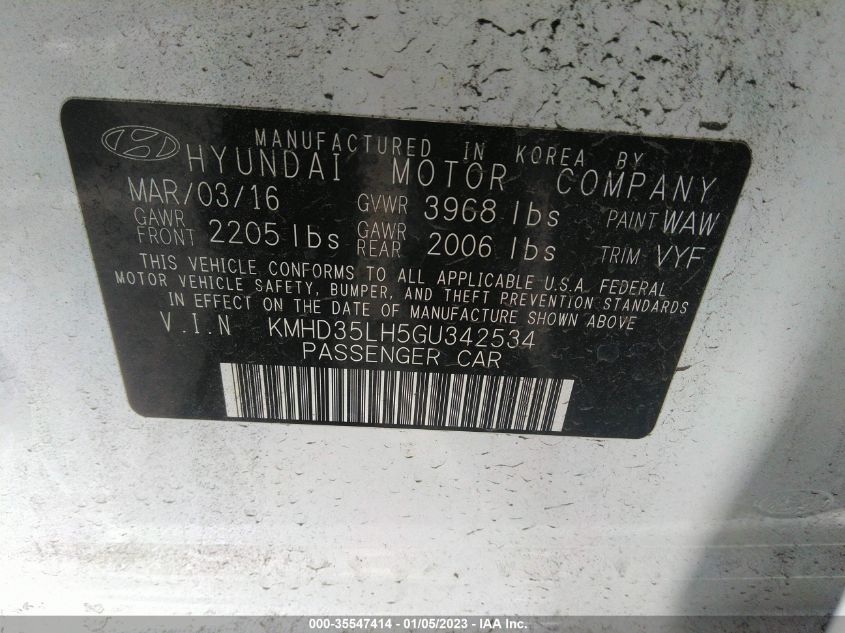 MANUFACTURED IN KOREA BY
HYUNDAI MOTOR COMPANY
MAR/03/16 GVWR 3968 lbs PAINT WAW
GAWR FRONT 2205 lbs GAWR REAR 2006 lbs TRIM VYF
THIS VEHICLE CONFORMS TO ALL APPLICABLE U.S.A. FEDERAL
MOTOR VEHICLE SAFETY, BUMPER, AND THEFT PREVENTION STANDARDS
IN EFFECT ON THE DATE OF MANUFACTURE SHOWN ABOVE
V.I.N KMHD35LH5GU342534
PASSENGER CAR
000-35547414 - 01/05/2023 - IAA Inc.